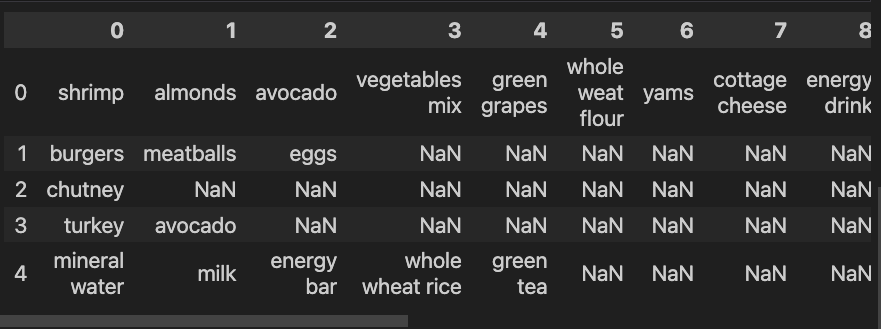 0 1 2 3 4 5 6 7 8
0 shrimp almonds avocado vegetables mix green grapes whole weat flour yams cottage cheese energy drink
1 burgers meatballs eggs NaN NaN NaN NaN NaN NaN
2 chutney NaN NaN NaN NaN NaN NaN NaN NaN
3 turkey avocado NaN NaN NaN NaN NaN NaN NaN
4 mineral water milk energy bar whole wheat rice green tea NaN NaN NaN NaN